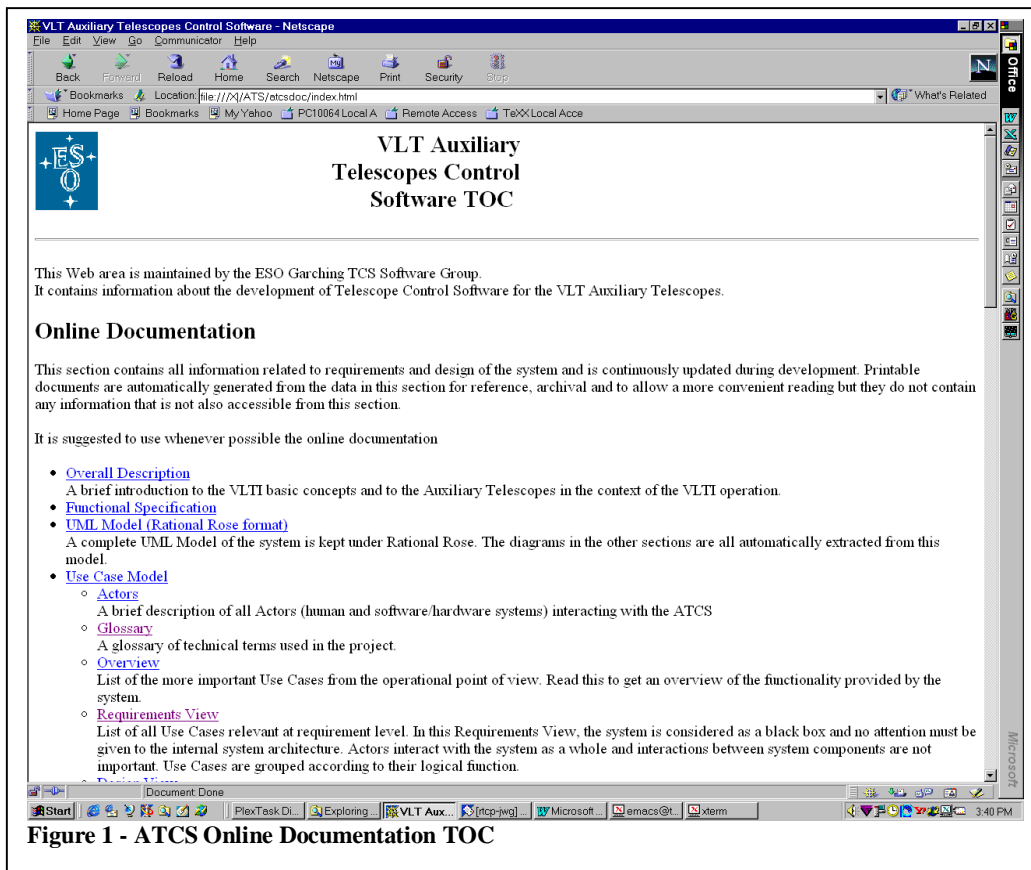 VLT Auxiliary Telescopes Control Software - Netscape
File Edit View Go Communicator Help
Back Forward Reload Home Search Netscape Print Security Stop
Bookmarks Location: file:///X|/ATS/atcsdoc/index.html What's Related
Home Page Bookmarks My Yahoo PC10064 Local A Remote Access TeXX Local Acce
Office
ESO
VLT Auxiliary
Telescopes Control
Software TOC
This Web area is maintained by the ESO Garching TCS Software Group.
It contains information about the development of Telescope Control Software for the VLT Auxiliary Telescopes.
Online Documentation
This section contains all information related to requirements and design of the system and is continuously updated during development. Printable
documents are automatically generated from the data in this section for reference, archival and to allow a more convenient reading but they do not contain
any information that is not also accessible from this section.
It is suggested to use whenever possible the online documentation
Overall Description
A brief introduction to the VLTI basic concepts and to the Auxiliary Telescopes in the context of the VLTI operation.
Functional Specification
UML Model (Rational Rose format)
A complete UML Model of the system is kept under Rational Rose. The diagrams in the other sections are all automatically extracted from this
model.
Use Case Model
Actors
A brief description of all Actors (human and software/hardware systems) interacting with the ATCS
Glossary
A glossary of technical terms used in the project.
Overview
List of the more important Use Cases from the operational point of view. Read this to get an overview of the functionality provided by the
system.
Requirements View
List of all Use Cases relevant at requirement level. In this Requirements View, the system is considered as a black box and no attention must be
given to the internal system architecture. Actors interact with the system as a whole and interactions between system components are not
important. Use Cases are grouped according to their logical function.
Design View
Microsoft
Document Done
Start PlexTask Di... Exploring ... VLT Aux... [rtcp-jwg] ... Microsoft... emacs@t... xterm 3:40 PM
Figure 1 - ATCS Online Documentation TOC